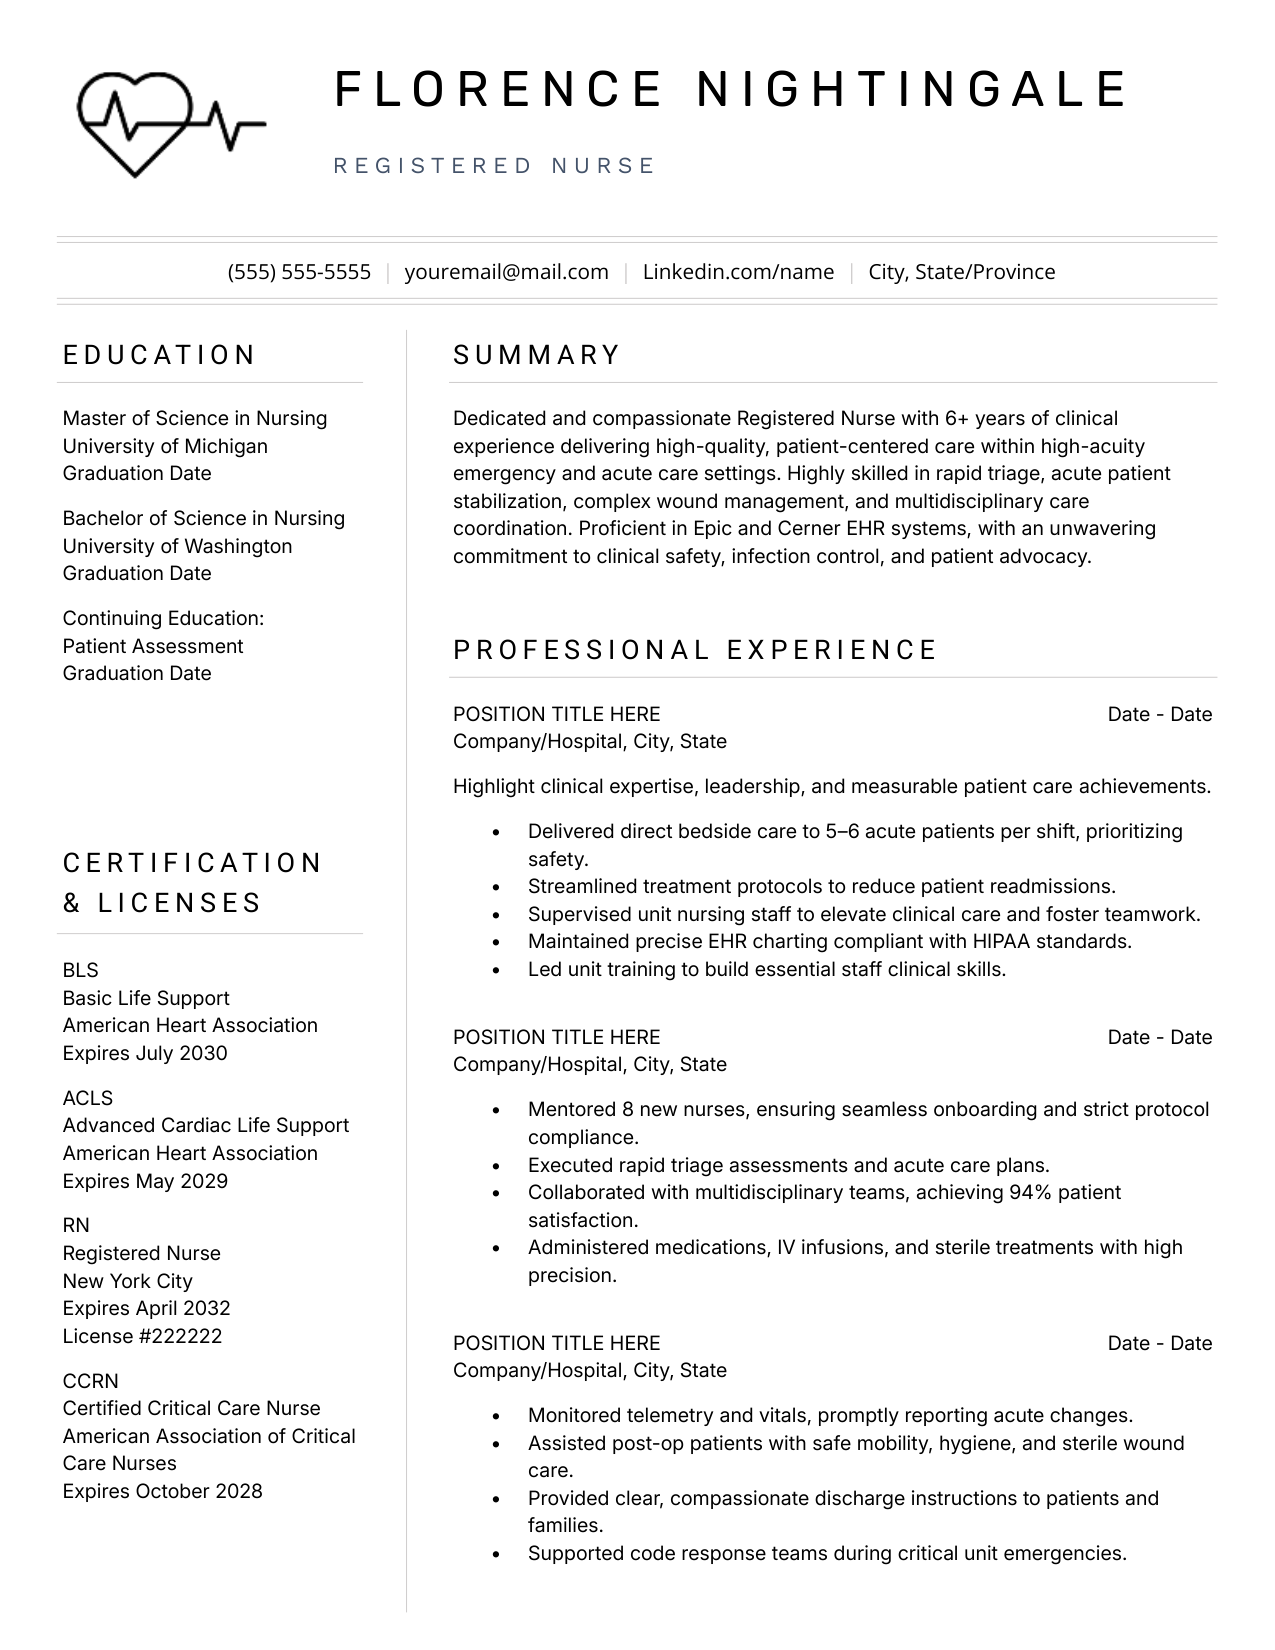 FLORENCE NIGHTINGALE
REGISTERED NURSE
(555) 555-5555 | youremail@mail.com | Linkedin.com/name | City, State/Province
EDUCATION
Master of Science in Nursing
University of Michigan
Graduation Date
Bachelor of Science in Nursing
University of Washington
Graduation Date
Continuing Education:
Patient Assessment
Graduation Date
CERTIFICATION
& LICENSES
BLS
Basic Life Support
American Heart Association
Expires July 2030
ACLS
Advanced Cardiac Life Support
American Heart Association
Expires May 2029
RN
Registered Nurse
New York City
Expires April 2032
License #222222
CCRN
Certified Critical Care Nurse
American Association of Critical
Care Nurses
Expires October 2028
SUMMARY
Dedicated and compassionate Registered Nurse with 6+ years of clinical
experience delivering high-quality, patient-centered care within high-acuity
emergency and acute care settings. Highly skilled in rapid triage, acute patient
stabilization, complex wound management, and multidisciplinary care
coordination. Proficient in Epic and Cerner EHR systems, with an unwavering
commitment to clinical safety, infection control, and patient advocacy.
PROFESSIONAL EXPERIENCE
POSITION TITLE HERE Date - Date
Company/Hospital, City, State
Highlight clinical expertise, leadership, and measurable patient care achievements.
• Delivered direct bedside care to 5–6 acute patients per shift, prioritizing
safety.
• Streamlined treatment protocols to reduce patient readmissions.
• Supervised unit nursing staff to elevate clinical care and foster teamwork.
• Maintained precise EHR charting compliant with HIPAA standards.
• Led unit training to build essential staff clinical skills.
POSITION TITLE HERE Date - Date
Company/Hospital, City, State
• Mentored 8 new nurses, ensuring seamless onboarding and strict protocol
compliance.
• Executed rapid triage assessments and acute care plans.
• Collaborated with multidisciplinary teams, achieving 94% patient
satisfaction.
• Administered medications, IV infusions, and sterile treatments with high
precision.
POSITION TITLE HERE Date - Date
Company/Hospital, City, State
• Monitored telemetry and vitals, promptly reporting acute changes.
• Assisted post-op patients with safe mobility, hygiene, and sterile wound
care.
• Provided clear, compassionate discharge instructions to patients and
families.
• Supported code response teams during critical unit emergencies.